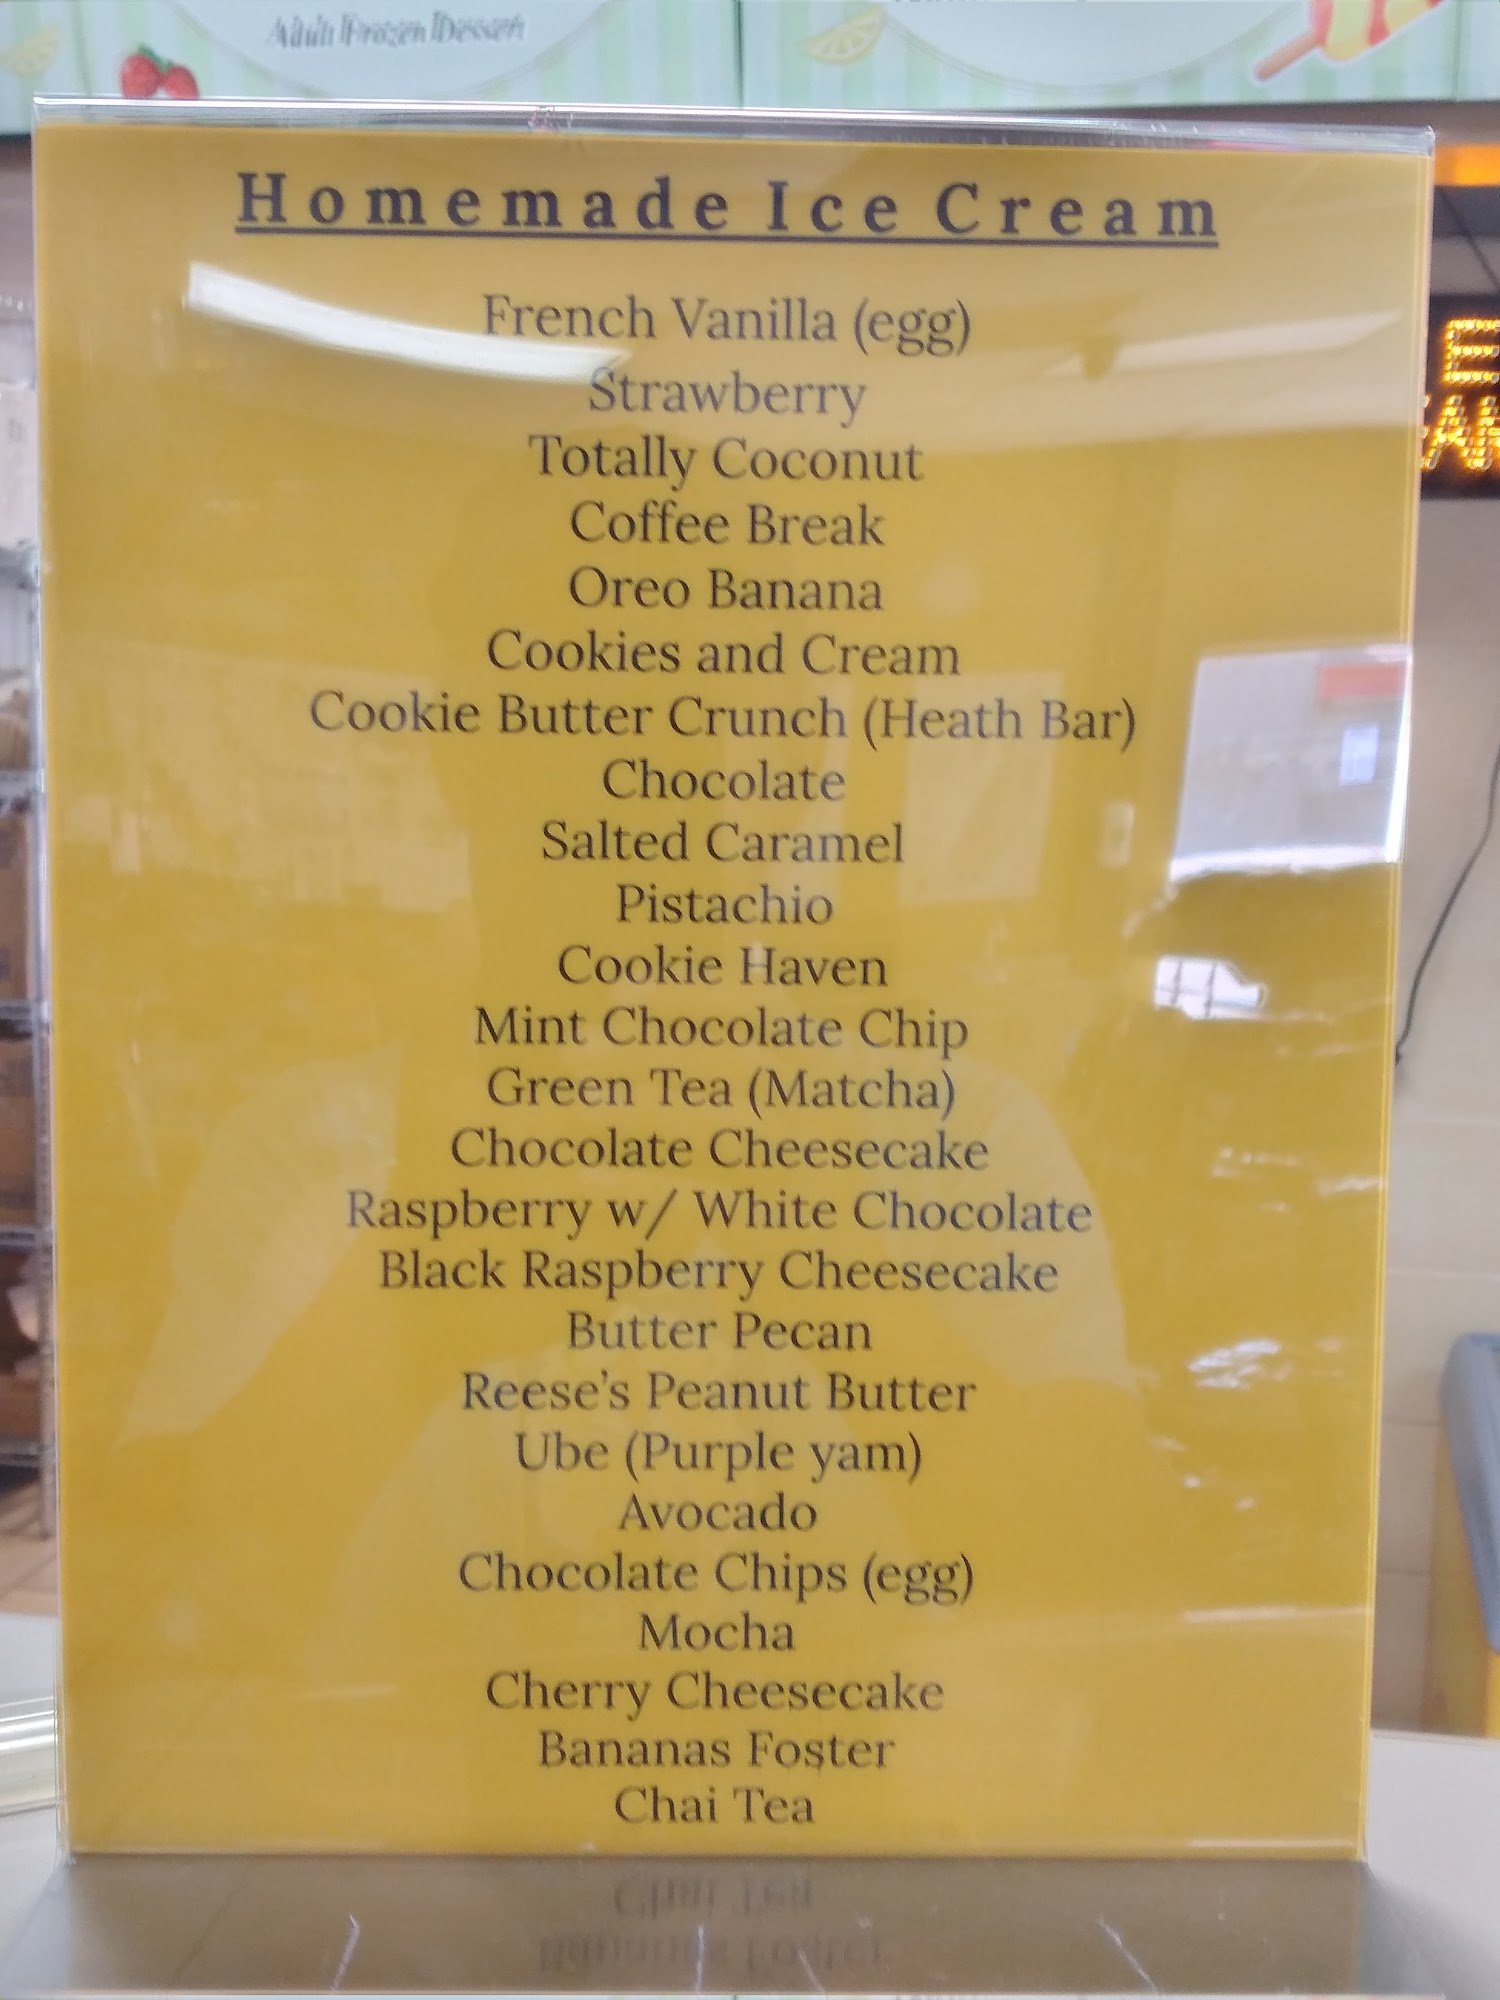 Adult Frozen Dessert
Homemade Ice Cream
French Vanilla (egg)
Strawberry
Totally Coconut
Coffee Break
Oreo Banana
Cookies and Cream
Cookie Butter Crunch (Heath Bar)
Chocolate
Salted Caramel
Pistachio
Cookie Haven
Mint Chocolate Chip
Green Tea (Matcha)
Chocolate Cheesecake
Raspberry w/ White Chocolate
Black Raspberry Cheesecake
Butter Pecan
Reese's Peanut Butter
Ube (Purple yam)
Avocado
Chocolate Chips (egg)
Mocha
Cherry Cheesecake
Bananas Foster
Chai Tea